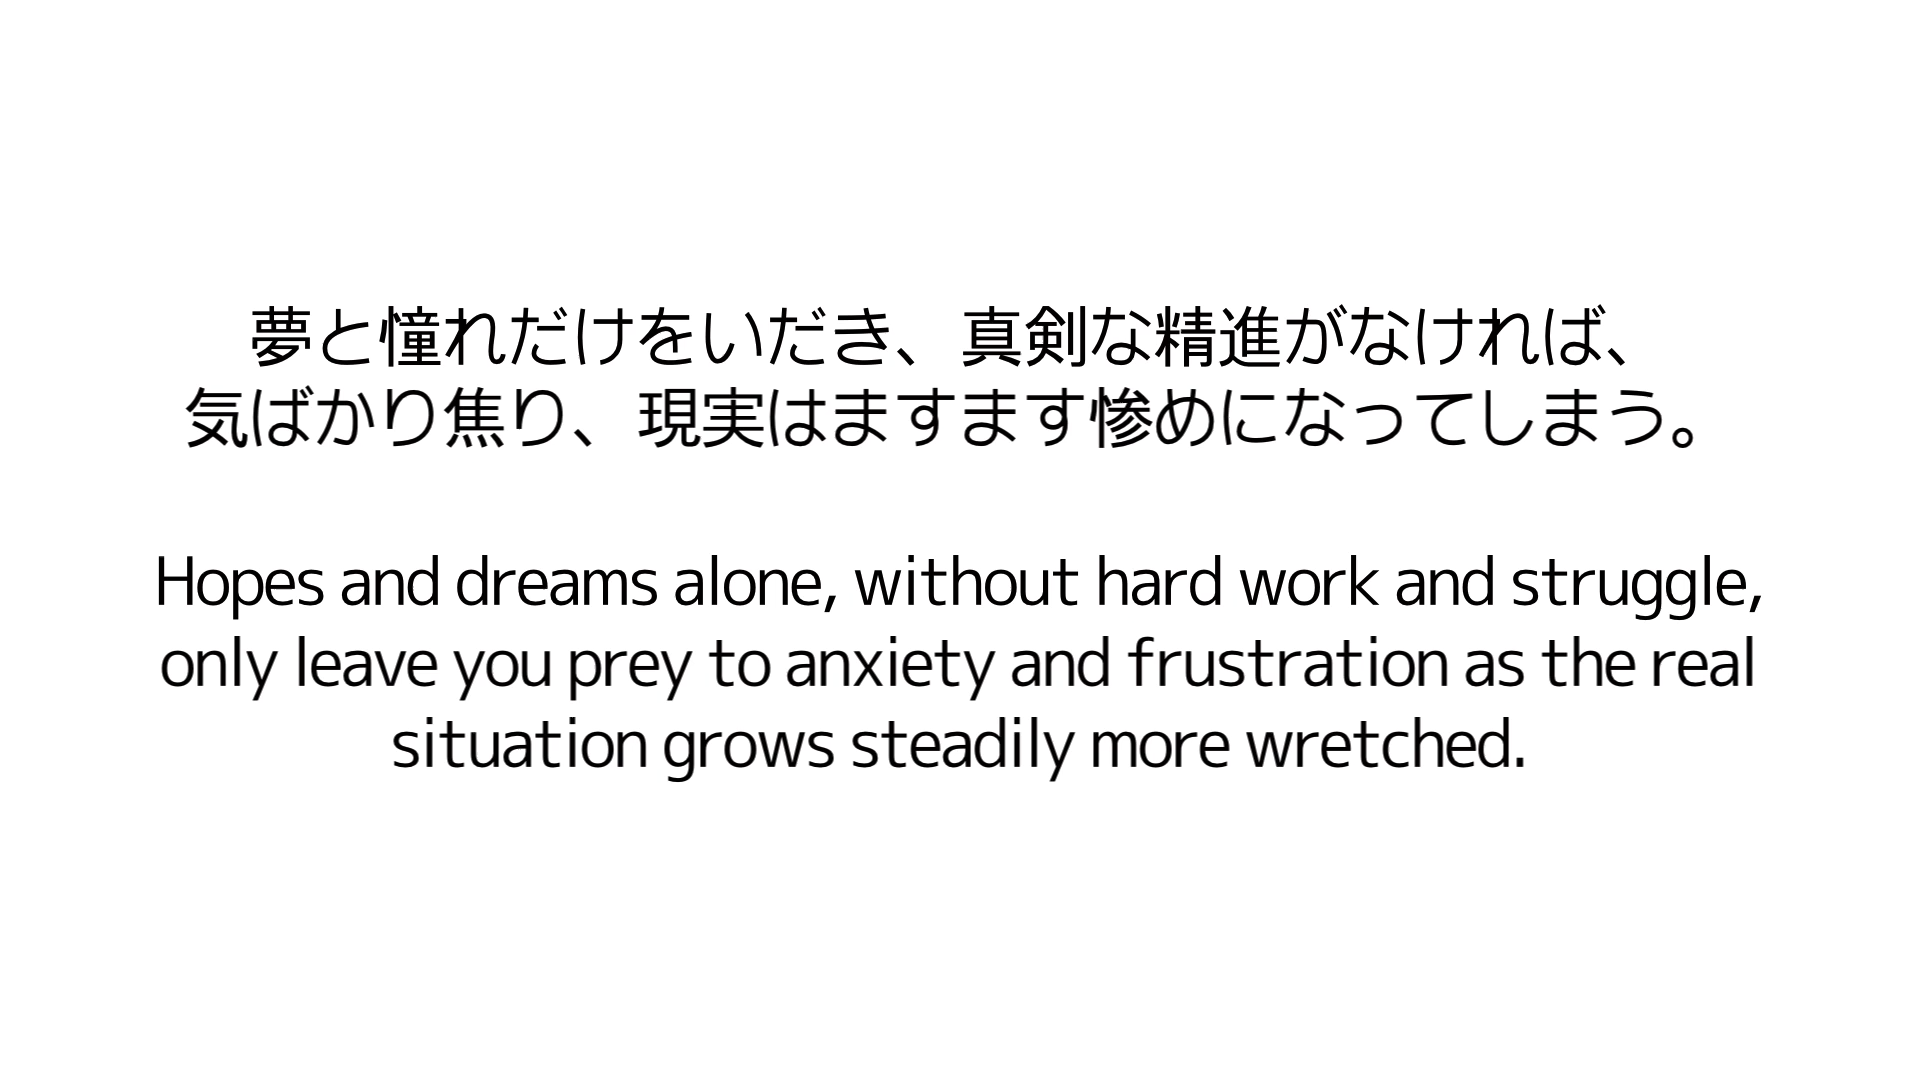 夢と憧れだけをいだき、真剣な精進がなければ、
気ばかり焦り、現実はますます惨めになってしまう。
Hopes and dreams alone, without hard work and struggle,
only leave you prey to anxiety and frustration as the real
situation grows steadily more wretched.